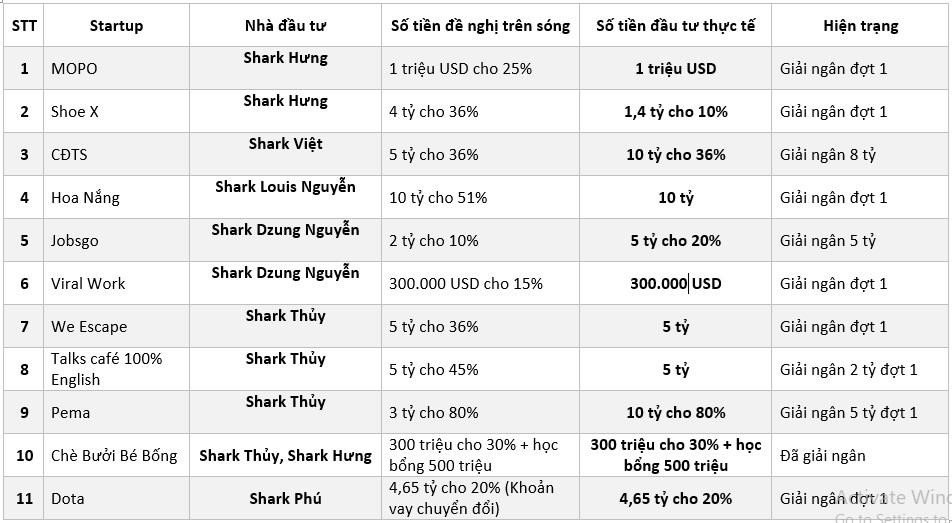 STT Startup Nhà đầu tư Số tiền đề nghị trên sóng Số tiền đầu tư thực tế Hiện trạng
1 MOPO Shark Hưng 1 triệu USD cho 25% 1 triệu USD Giải ngân đợt 1
2 Shoe X Shark Hưng 4 tỷ cho 36% 1,4 tỷ cho 10% Giải ngân đợt 1
3 CĐTS Shark Việt 5 tỷ cho 36% 10 tỷ cho 36% Giải ngân 8 tỷ
4 Hoa Nắng Shark Louis Nguyễn 10 tỷ cho 51% 10 tỷ Giải ngân đợt 1
5 Jobsgo Shark Dzung Nguyễn 2 tỷ cho 10% 5 tỷ cho 20% Giải ngân 5 tỷ
6 Viral Work Shark Dzung Nguyễn 300.000 USD cho 15% 300.000 USD Giải ngân đợt 1
7 We Escape Shark Thủy 5 tỷ cho 36% 5 tỷ Giải ngân đợt 1
8 Talks café 100% English Shark Thủy 5 tỷ cho 45% 5 tỷ Giải ngân 2 tỷ đợt 1
9 Pema Shark Thủy 3 tỷ cho 80% 10 tỷ cho 80% Giải ngân 5 tỷ đợt 1
10 Chè Bưởi Bé Bống Shark Thủy, Shark Hưng 300 triệu cho 30% + học bổng 500 triệu 300 triệu cho 30% + học bổng 500 triệu Đã giải ngân
11 Dota Shark Phú 4,65 tỷ cho 20% (Khoản vay chuyển đổi) 4,65 tỷ cho 20% Giải ngân đợt 1
Activate Wind
Go to Settings to